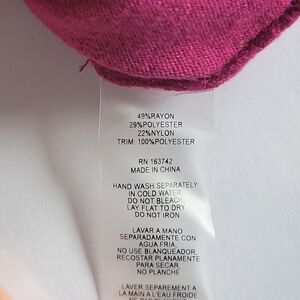 49%RAYON
29%POLYESTER
22%NYLON
TRIM: 100%POLYESTER
RN 163742
MADE IN CHINA
HAND WASH SEPARATELY
IN COLD WATER,
DO NOT BLEACH,
LAY FLAT TO DRY,
DO NOT IRON
LAVAR A MANO
SEPARADAMENTE CON
AGUA FRIA,
NO USE BLANQUEADOR,
RECOSTAR PLANAMENTE
PARA SECAR
NO PLANCHE
LAVER SEPAREMENT A
LA MAIN A L'EAU FROIDE